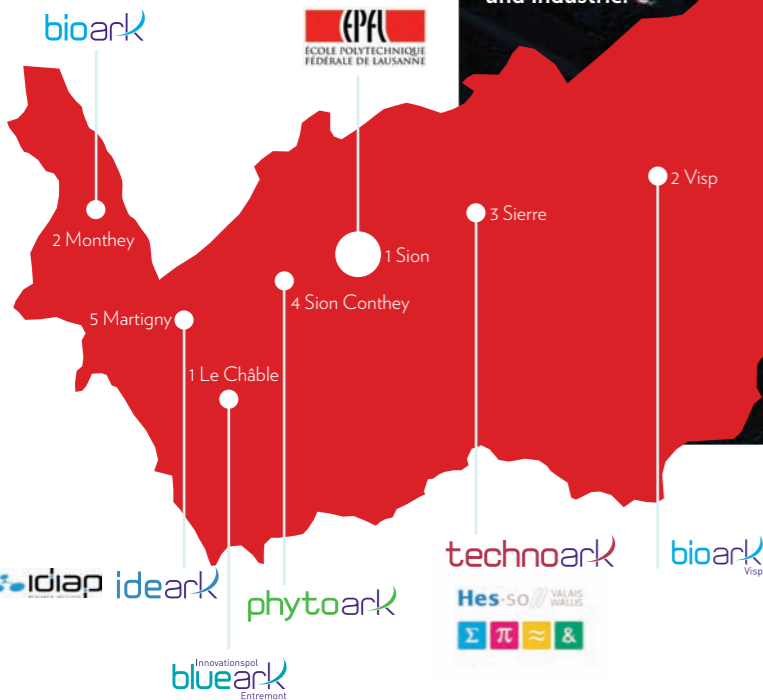 and Industrie.
bioark
EPFL
ÉCOLE POLYTECHNIQUE
FÉDÉRALE DE LAUSANNE
2 Visp
3 Sierre
2 Monthey
1 Sion
4 Sion Conthey
5 Martigny
1 Le Châble
technoark
bioark
Visp
idiap
ideark
phytoark
Hes·so// VALAIS
WALLIS
Σ π ≈ &
Innovationspol
blueark
Entremont